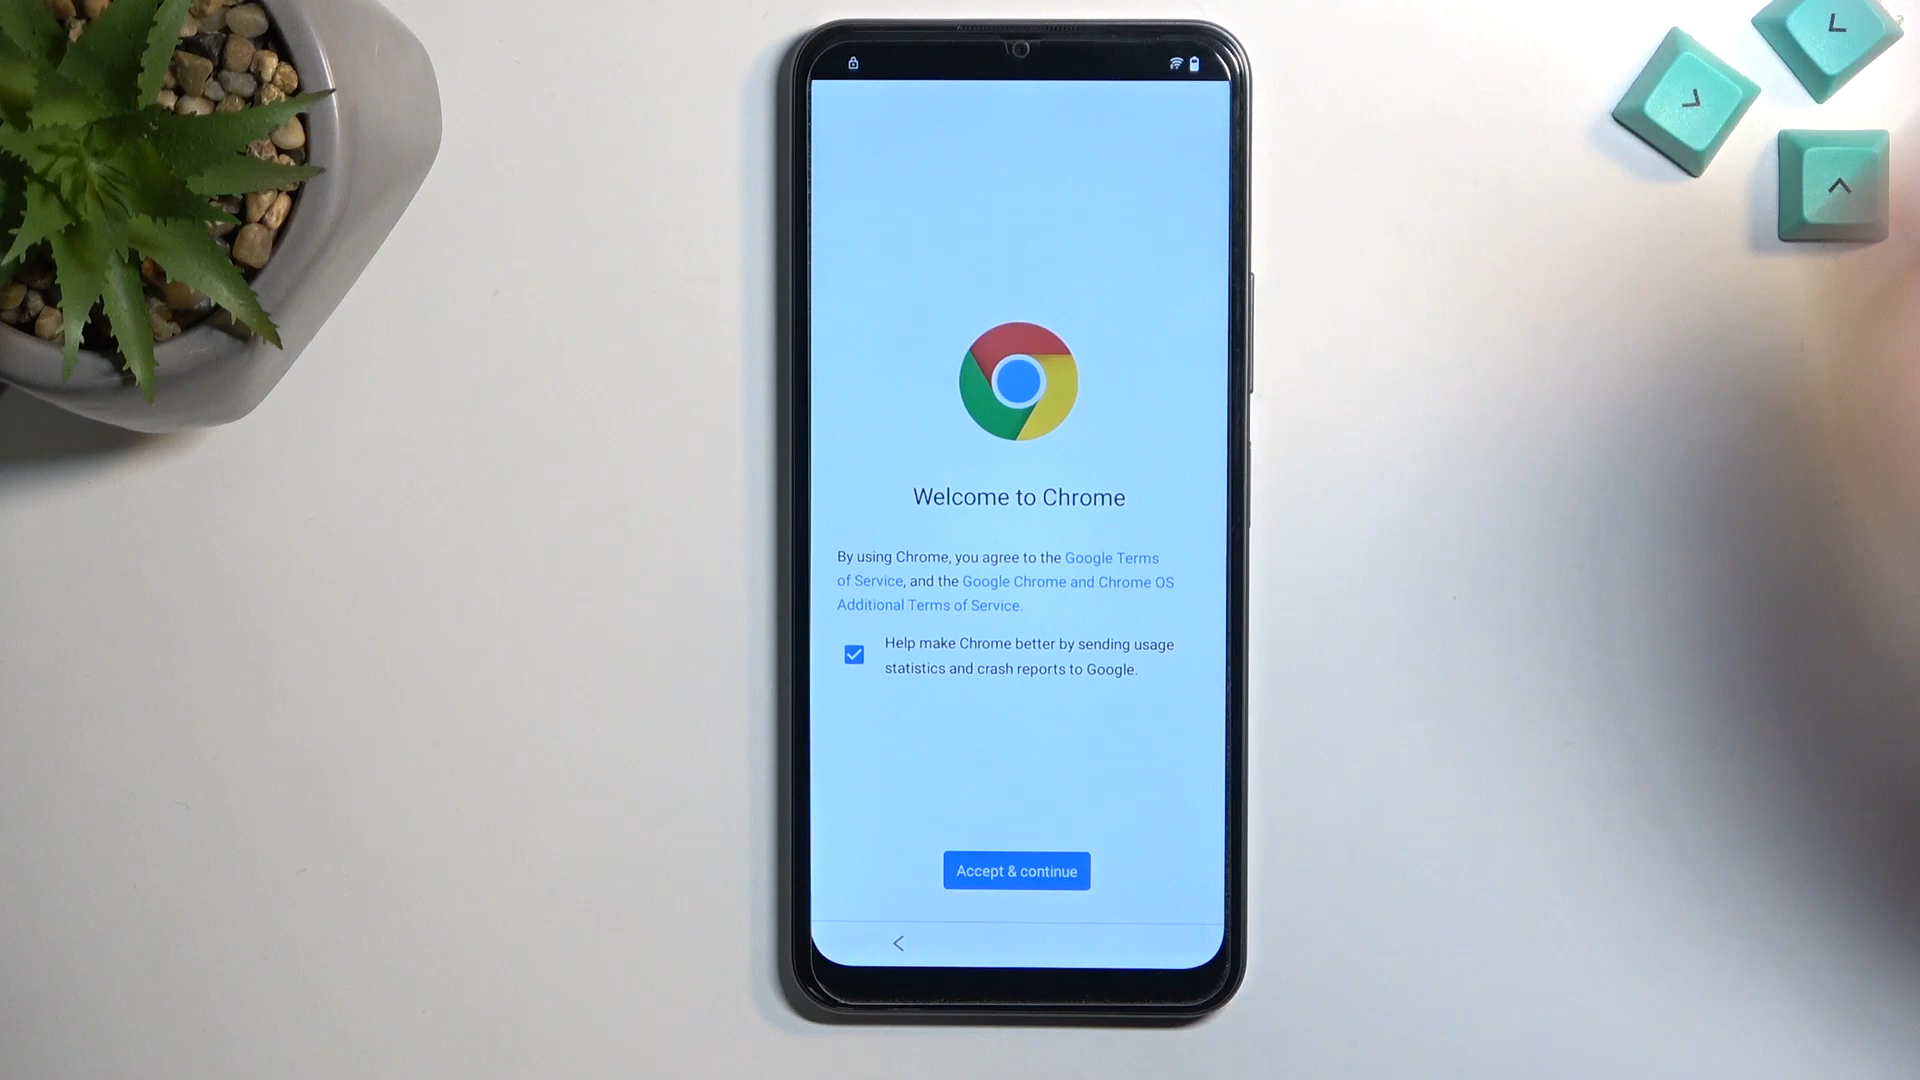 Welcome to Chrome
By using Chrome, you agree to the Google Terms
of Service, and the Google Chrome and Chrome OS
Additional Terms of Service.
Help make Chrome better by sending usage
statistics and crash reports to Google.
Accept & continue